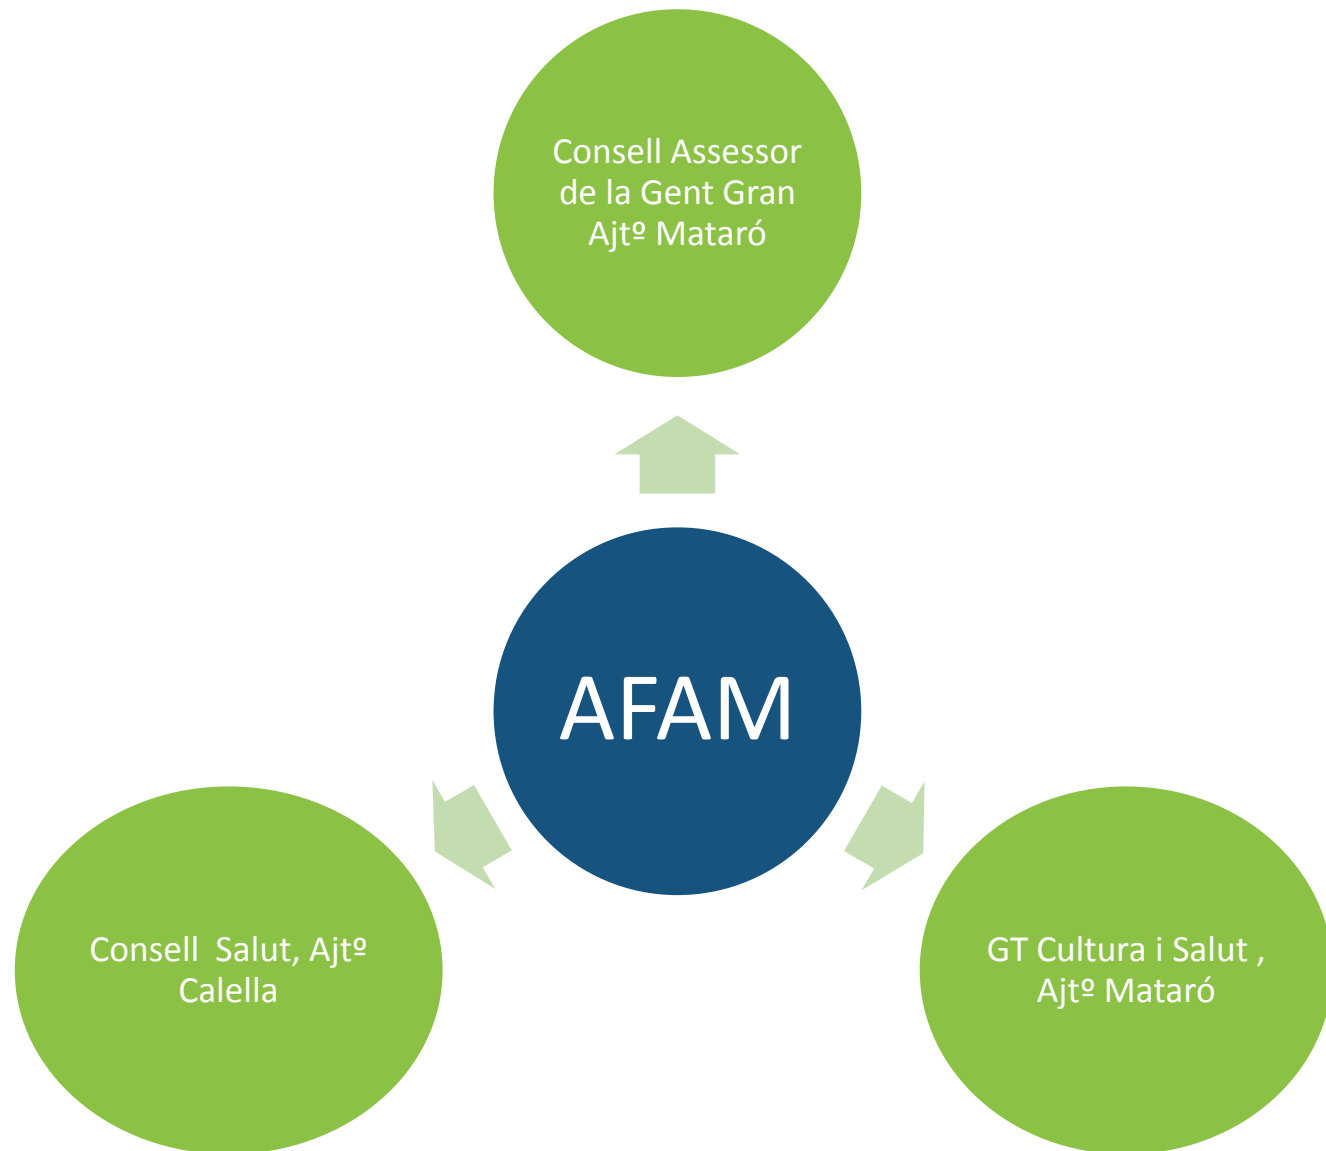 Consell Assessor
de la Gent Gran
Ajtº Mataró
AFAM
Consell  Salut, Ajtº
Calella
GT Cultura i Salut ,
Ajtº Mataró